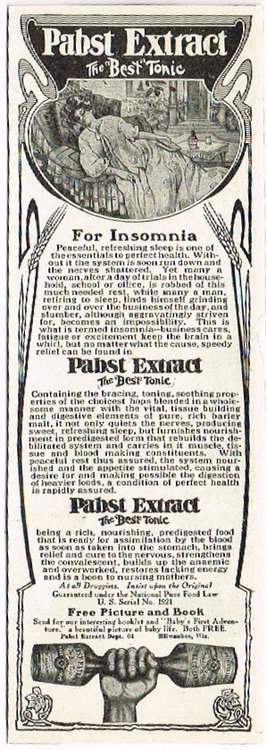 Pabst Extract
The "Best" Tonic
For Insomnia
Peaceful, refreshing sleep is one of
the essentials to perfect health. With-
out it the system is soon run down and
the nerves shattered. Yet many a
woman, after a day of trials in the house-
hold, school or office, is robbed of this
much needed rest, while many a man,
retiring to sleep, finds himself grinding
over and over the business of the day, and
slumber, although aggravatingly striven
for, becomes an impossibility. This is
what is termed insomnia—business cares,
fatigue or excitement keep the brain in a
whirl, but no matter what the cause, speedy
relief can be found in
Pabst Extract
The "Best" Tonic
Containing the bracing, toning, soothing prop-
erties of the choicest hops blended in a whole-
some manner with the vital, tissue building
and digestive elements of pure, rich barley
malt, it not only quiets the nerves, producing
sweet, refreshing sleep, but furnishes nourish-
ment in predigested form that rebuilds the de-
bilitated system and carries in it muscle, tis-
sue and blood making constituents. With
peaceful rest thus assured, the system nour-
ished and the appetite stimulated, causing a
desire for and making possible the digestion
of heavier foods, a condition of perfect health
is rapidly assured.
Pabst Extract
The "Best" Tonic
being a rich, nourishing, predigested food
that is ready for assimilation by the blood
as soon as taken into the stomach, brings
relief and cure to the nerves, strengthens
the convalescent, builds up the anaemic
and overworked, restores lacking energy
and is a boon to nursing mothers.
At all Druggists. Insist upon the Original
Guaranteed under the National Pure Food Law
U. S. Serial No. 1921
Free Picture and Book
Send for our interesting booklet and "Baby's First Adven-
ture," a beautiful picture of baby life. Both FREE.
Pabst Extract Dept. 64 Milwaukee, Wis.